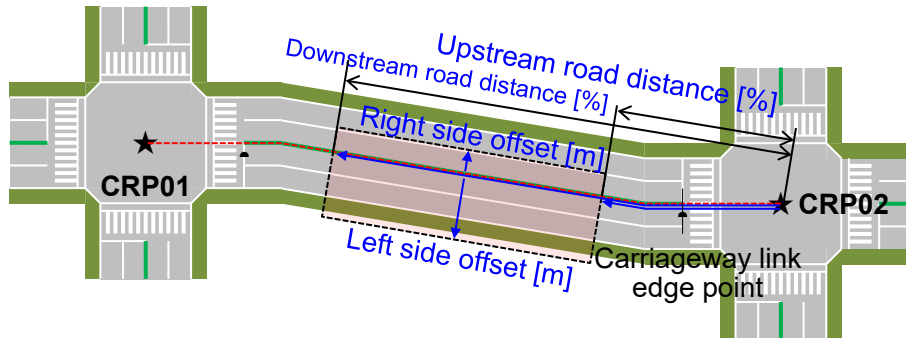 Upstream road distance [%]
Downstream road distance [%]
Right side offset [m]
CRP01
CRP02
Left side offset [m]
Carriageway link
edge point